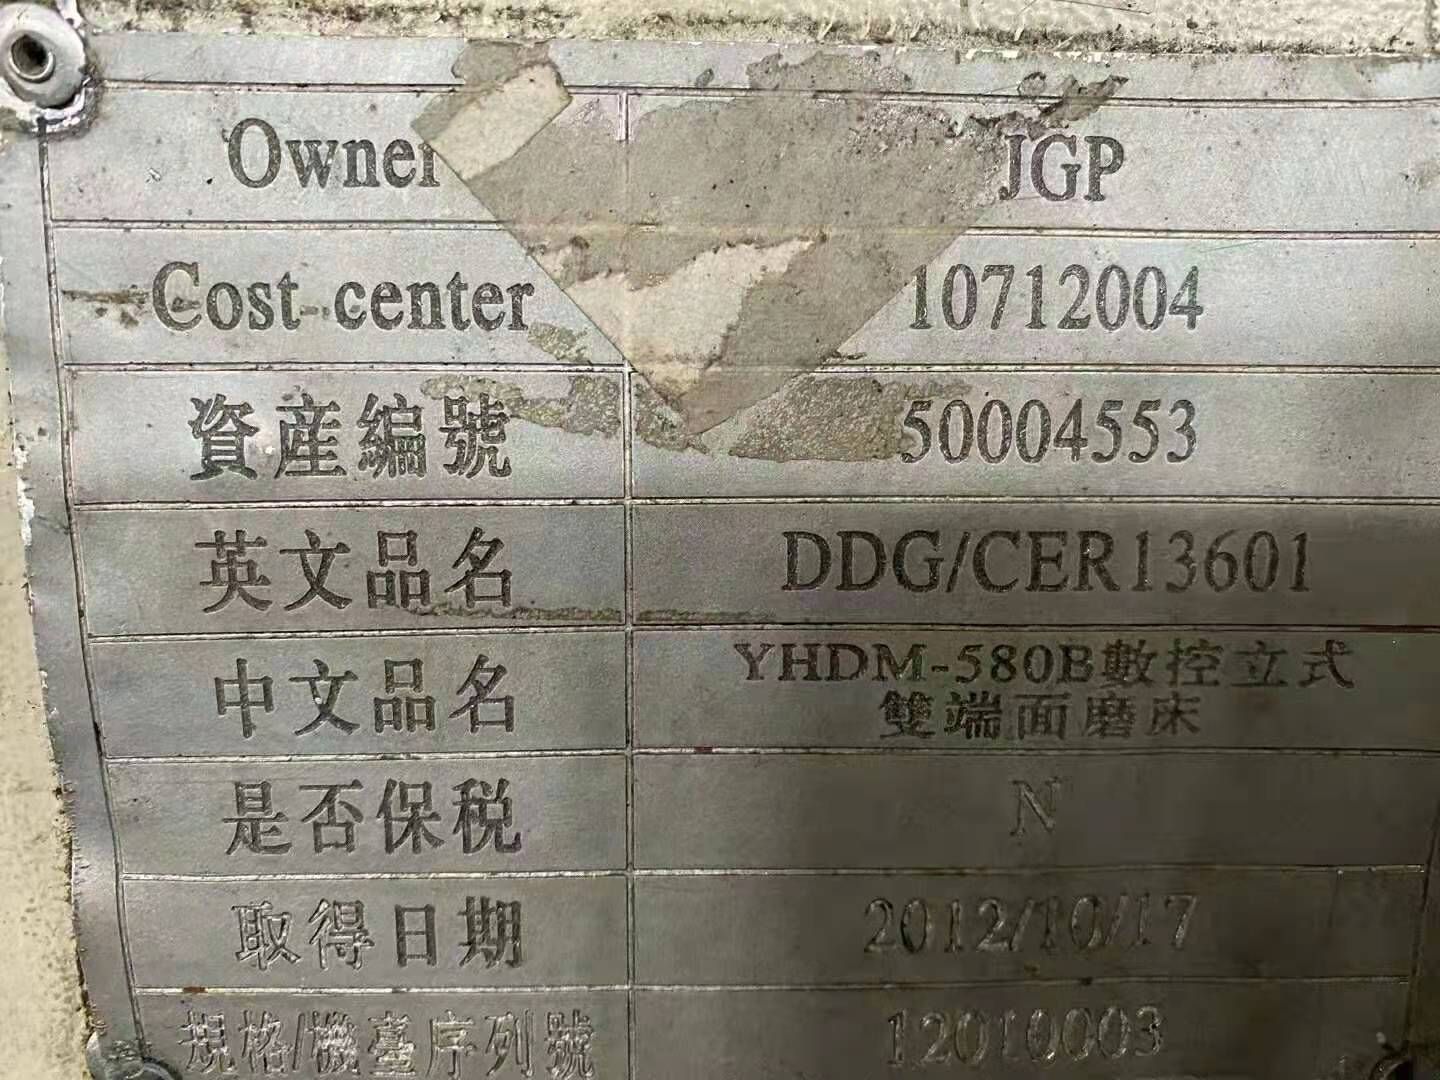 Owner JGP
Cost center 10712004
資産編號 50004553
英文品名 DDG/CER13601
中文品名 YHDM-580B數控立式
雙端面磨床
是否保税 N
取得日期 2012/10/17
規格/機臺序列號 12010003